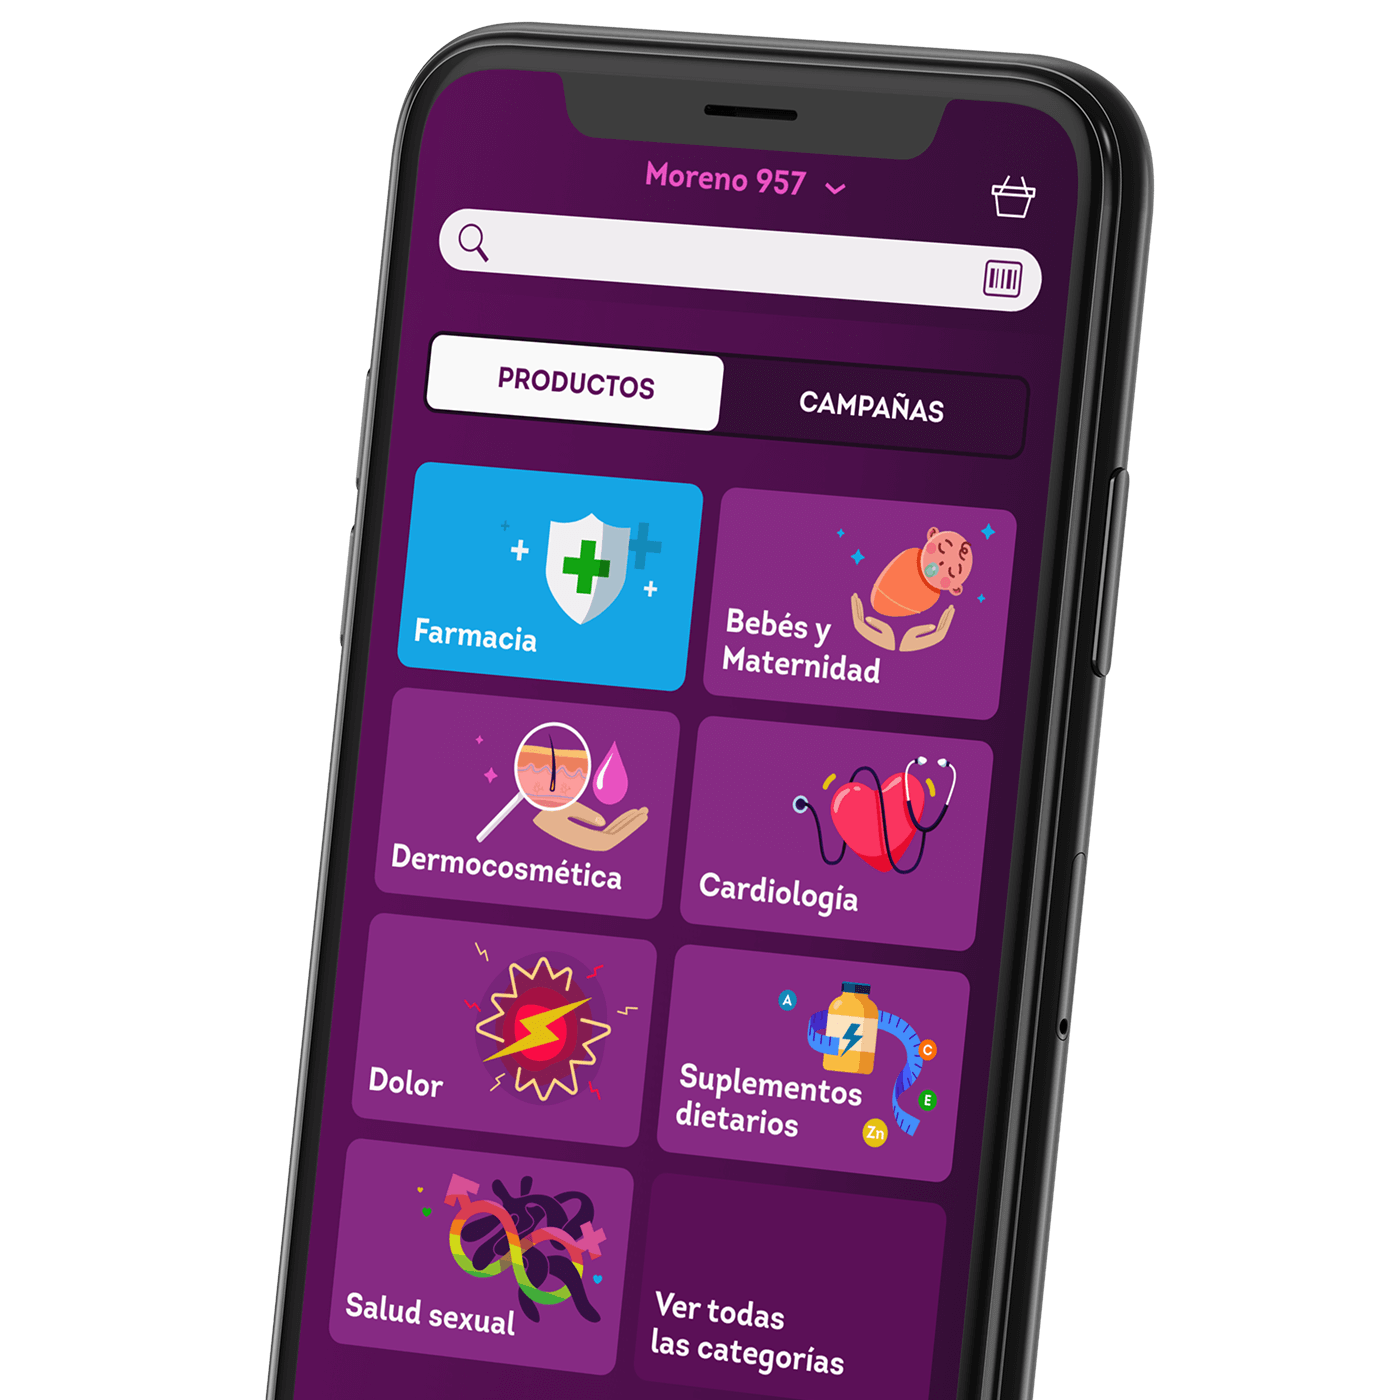 Moreno 957
PRODUCTOS
CAMPAÑAS
Farmacia
Bebés y
Maternidad
Dermocosmética
Cardiología
Dolor
A
C
E
Zn
Suplementos
dietarios
Salud sexual
Ver todas
las categorías